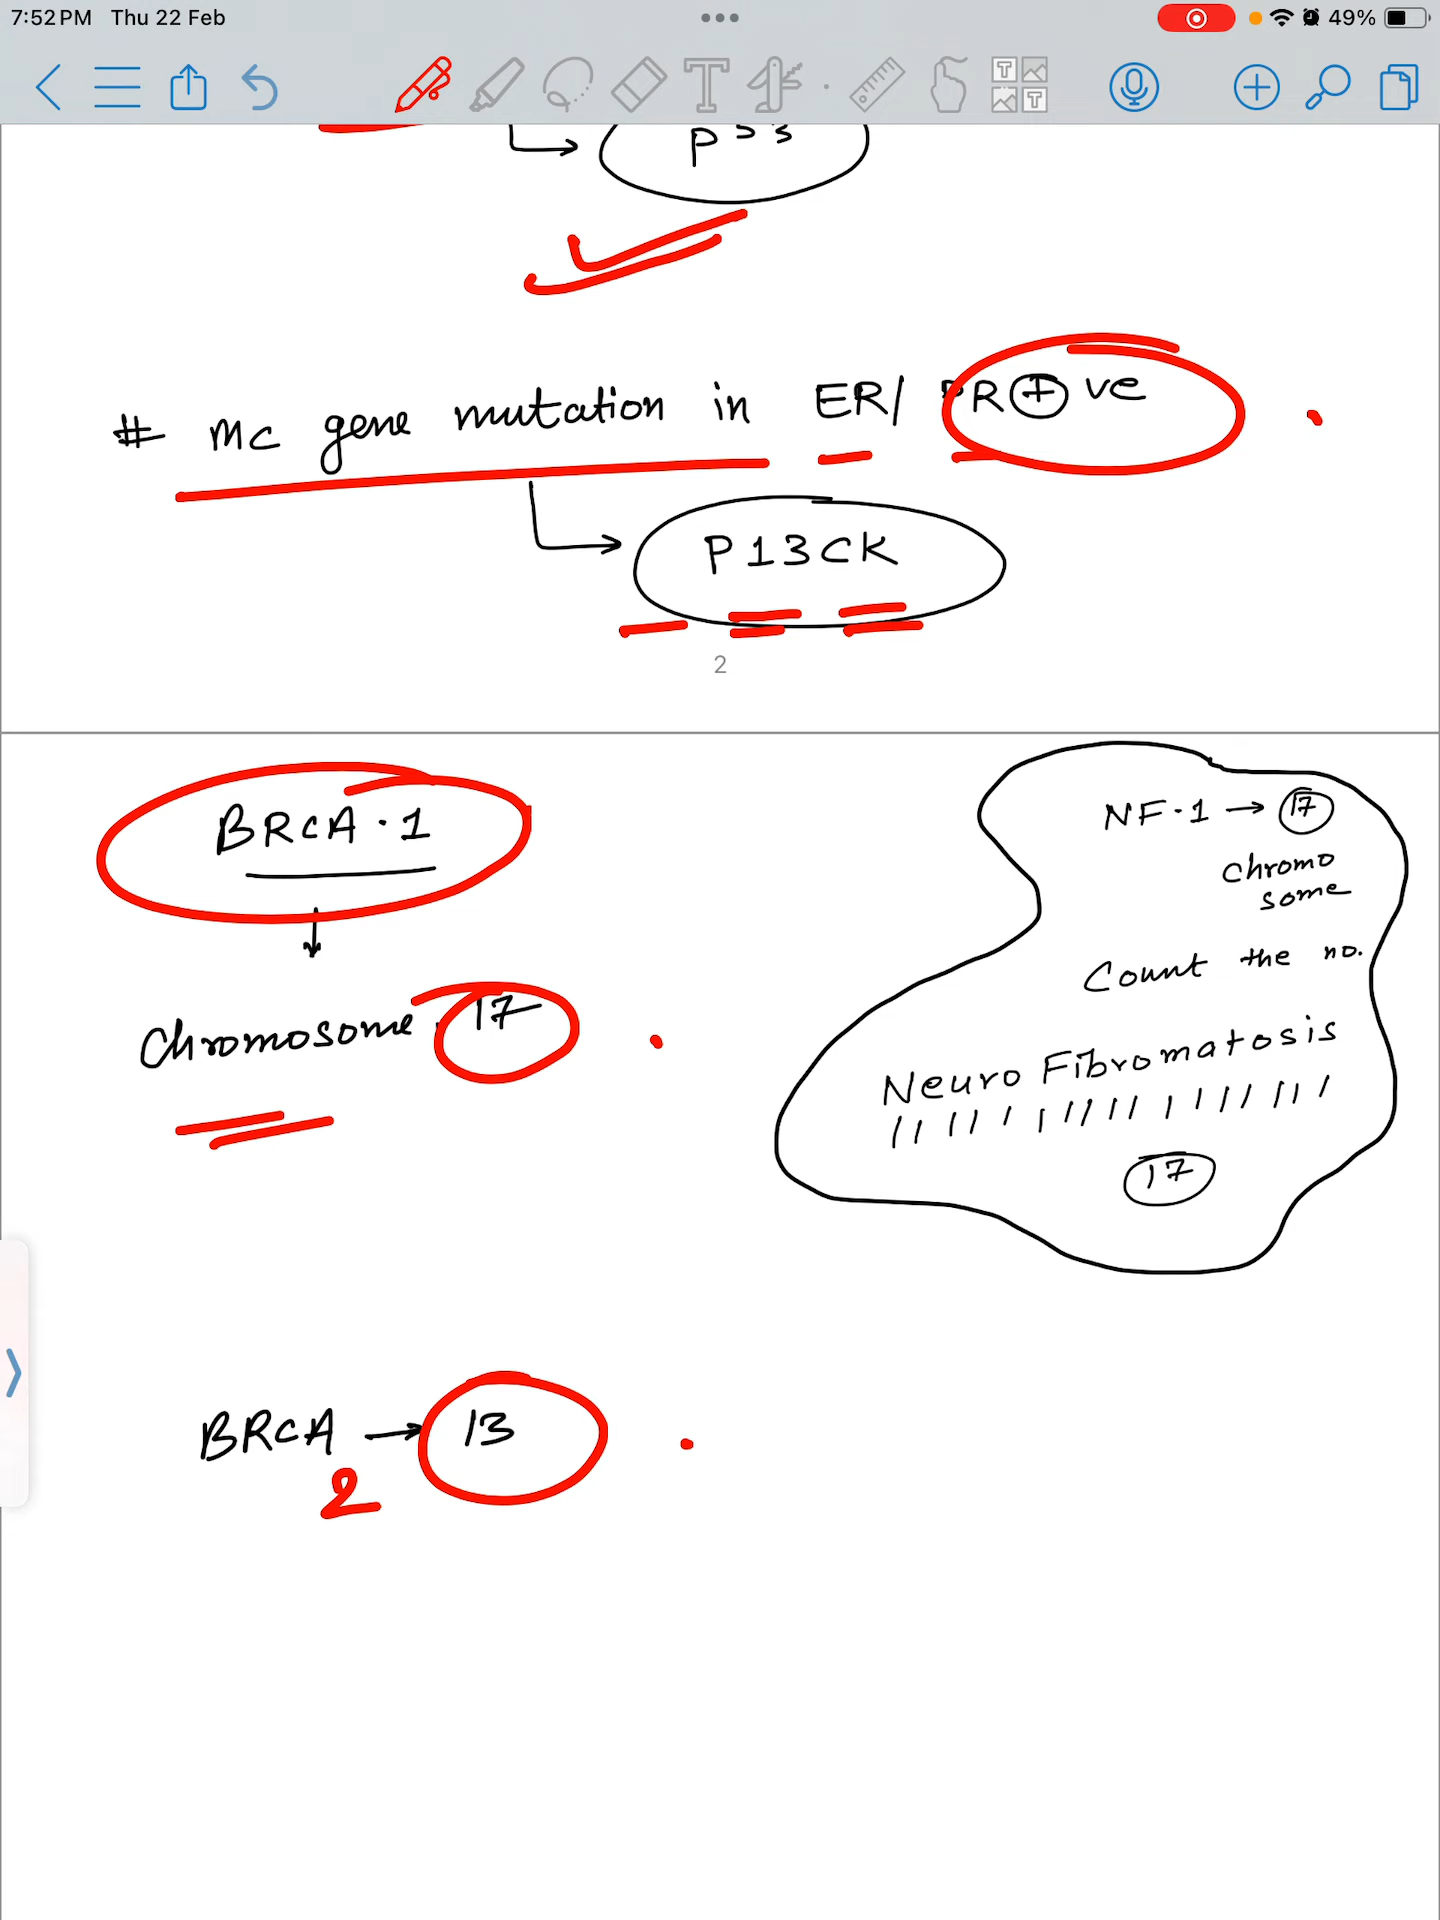 7:52 PM Thu 22 Feb
49%
P53
# Mc gene mutation in ER/ PR + ve
P13CK
2
BRCA·1
NF·1 → 17
chromo
some
Count the no.
Chromosome 17
Neuro Fibromatosis
17
BRCA → 13
2